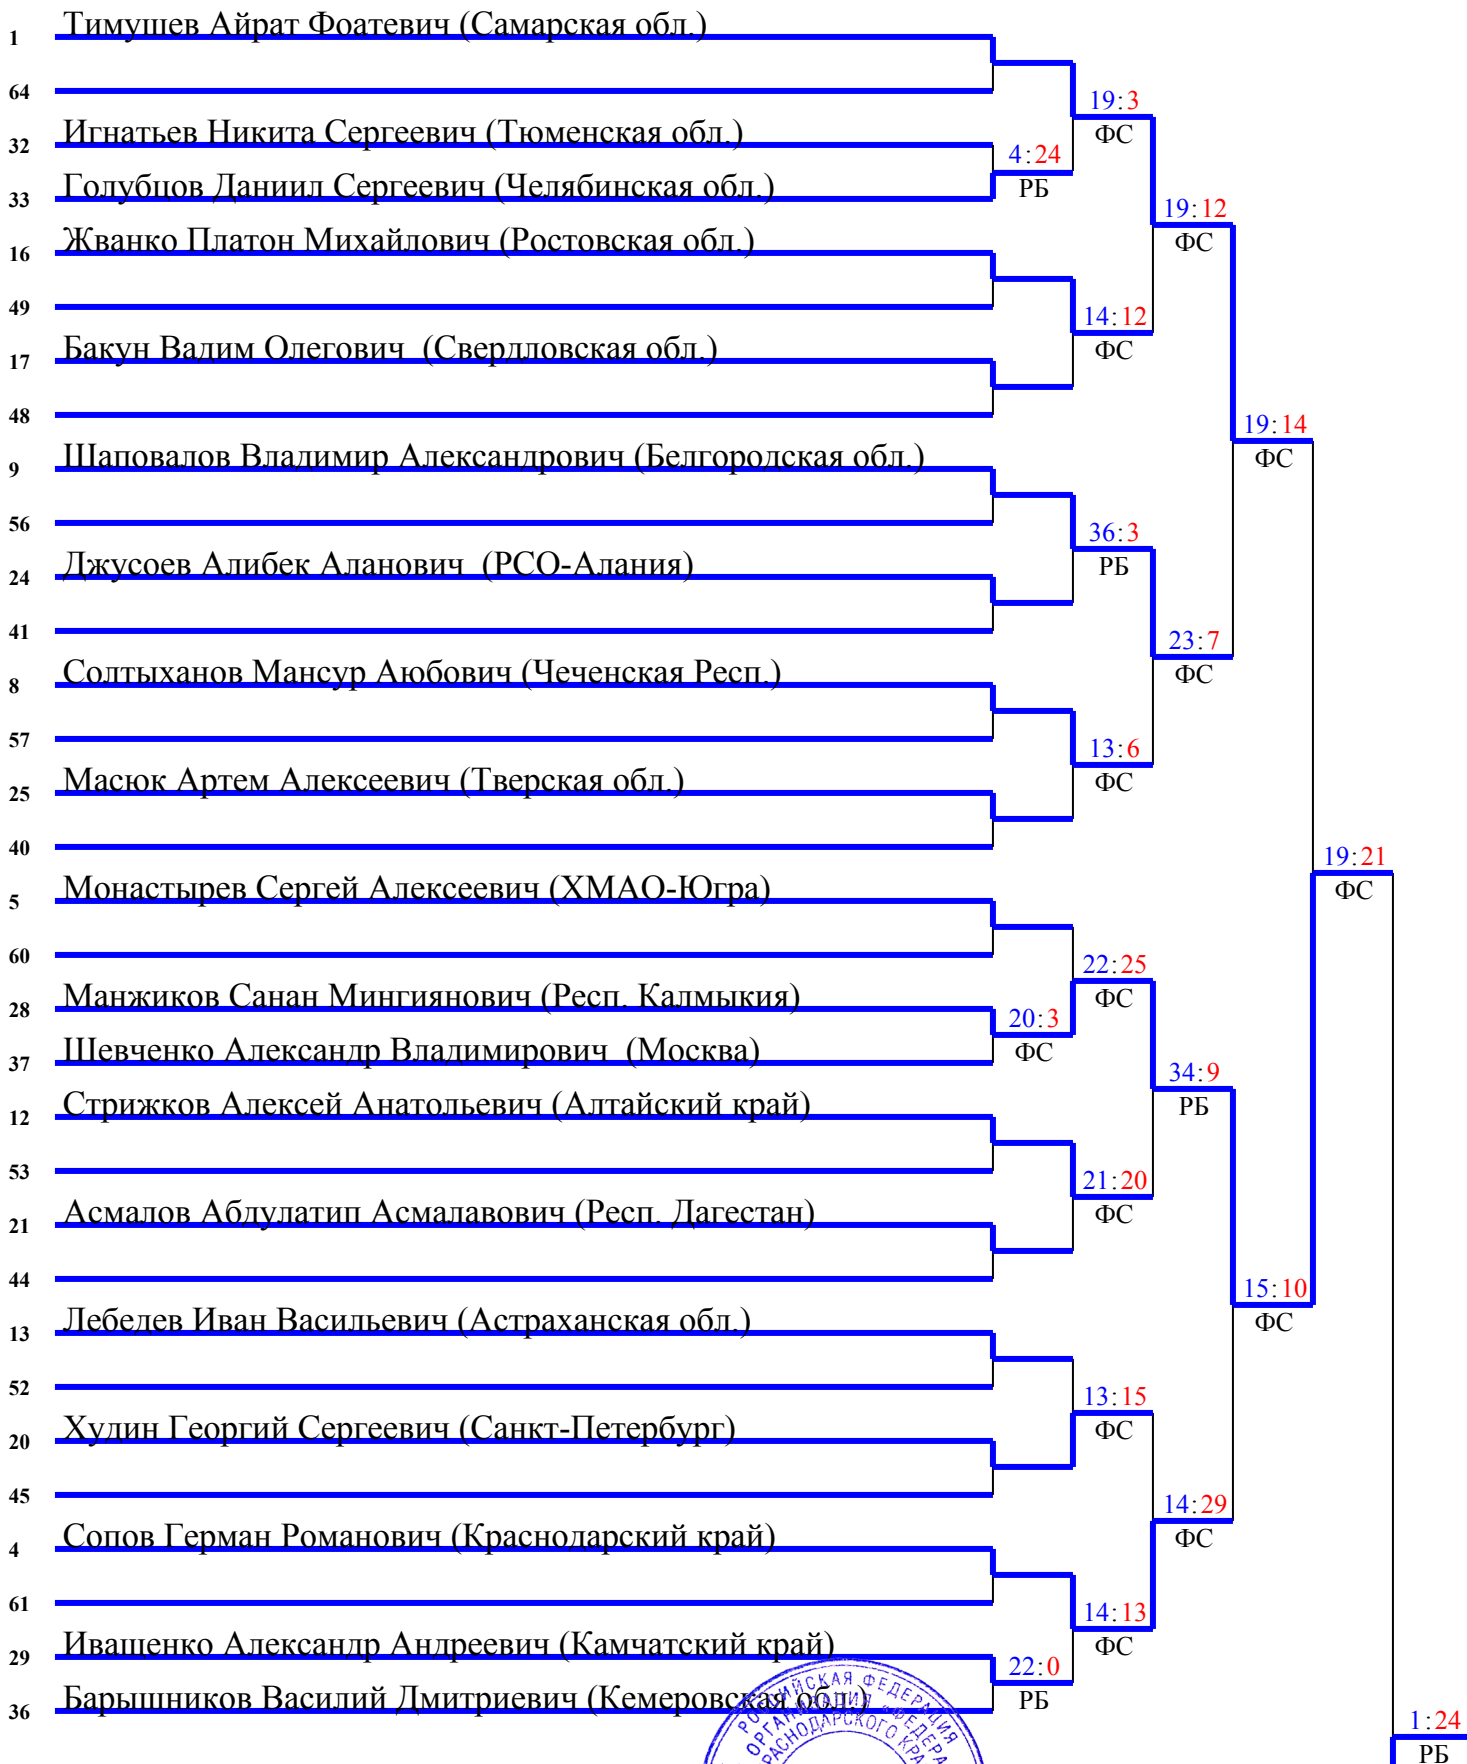 1 Тимушев Айрат Фоатевич (Самарская обл.)
64
19:3
ФС
32 Игнатьев Никита Сергеевич (Тюменская обл.)
4:24
РБ
33 Голубцов Даниил Сергеевич (Челябинская обл.)
19:12
ФС
16 Жванко Платон Михайлович (Ростовская обл.)
49
14:12
ФС
17 Бакун Вадим Олегович (Свердловская обл.)
48
19:14
ФС
9 Шаповалов Владимир Александрович (Белгородская обл.)
56
36:3
РБ
24 Джусоев Алибек Аланович (РСО-Алания)
41
23:7
ФС
8 Солтыханов Мансур Аюбович (Чеченская Респ.)
57
13:6
ФС
25 Масюк Артем Алексеевич (Тверская обл.)
40
19:21
ФС
5 Монастырев Сергей Алексеевич (ХМАО-Югра)
60
22:25
ФС
28 Манжиков Санан Мингиянович (Респ. Калмыкия)
20:3
ФС
37 Шевченко Александр Владимирович (Москва)
34:9
РБ
12 Стрижков Алексей Анатольевич (Алтайский край)
53
21:20
ФС
21 Асмалов Абдулатип Асмалавович (Респ. Дагестан)
44
15:10
ФС
13 Лебедев Иван Васильевич (Астраханская обл.)
52
13:15
ФС
20 Худин Георгий Сергеевич (Санкт-Петербург)
45
14:29
ФС
4 Сопов Герман Романович (Краснодарский край)
61
14:13
ФС
29 Иващенко Александр Андреевич (Камчатский край)
22:0
РБ
36 Барышников Василий Дмитриевич (Кемеровская обл.)
РОССИЙСКАЯ ФЕДЕРАЦИЯ
ОРГАНИЗАЦИЯ
1:24
РБ